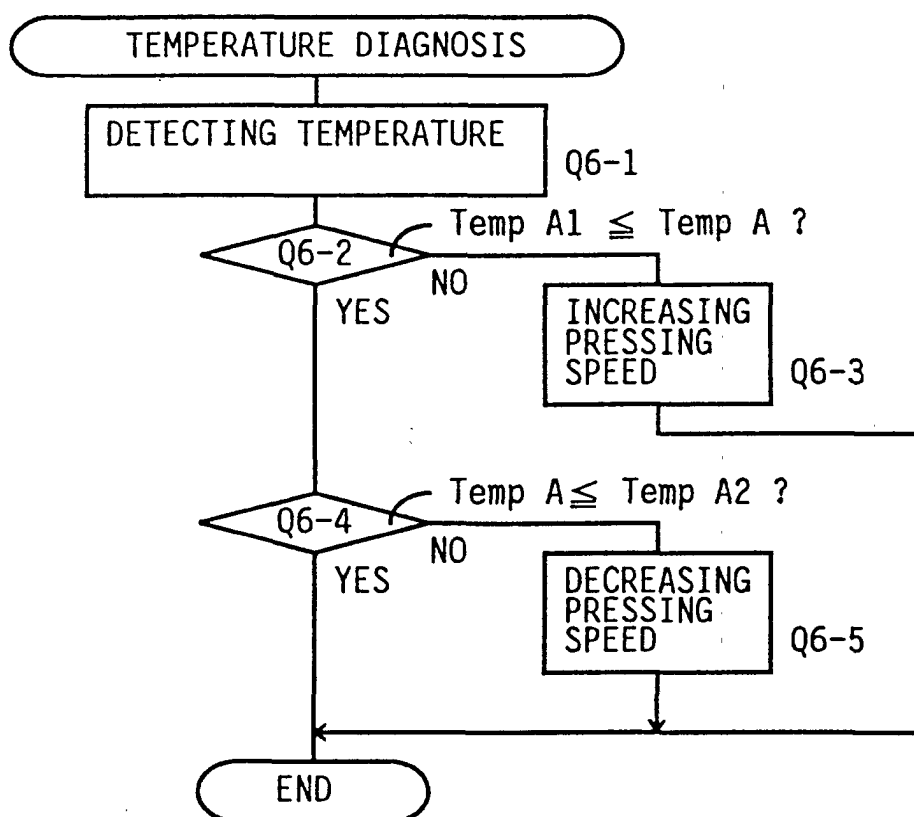 TEMPERATURE DIAGNOSIS
DETECTING TEMPERATURE
Q6-1
Temp A1 ≦ Temp A ?
Q6-2
NO
YES
INCREASING
PRESSING
SPEED
Q6-3
Temp A≦ Temp A2 ?
Q6-4
NO
YES
DECREASING
PRESSING
SPEED
Q6-5
END